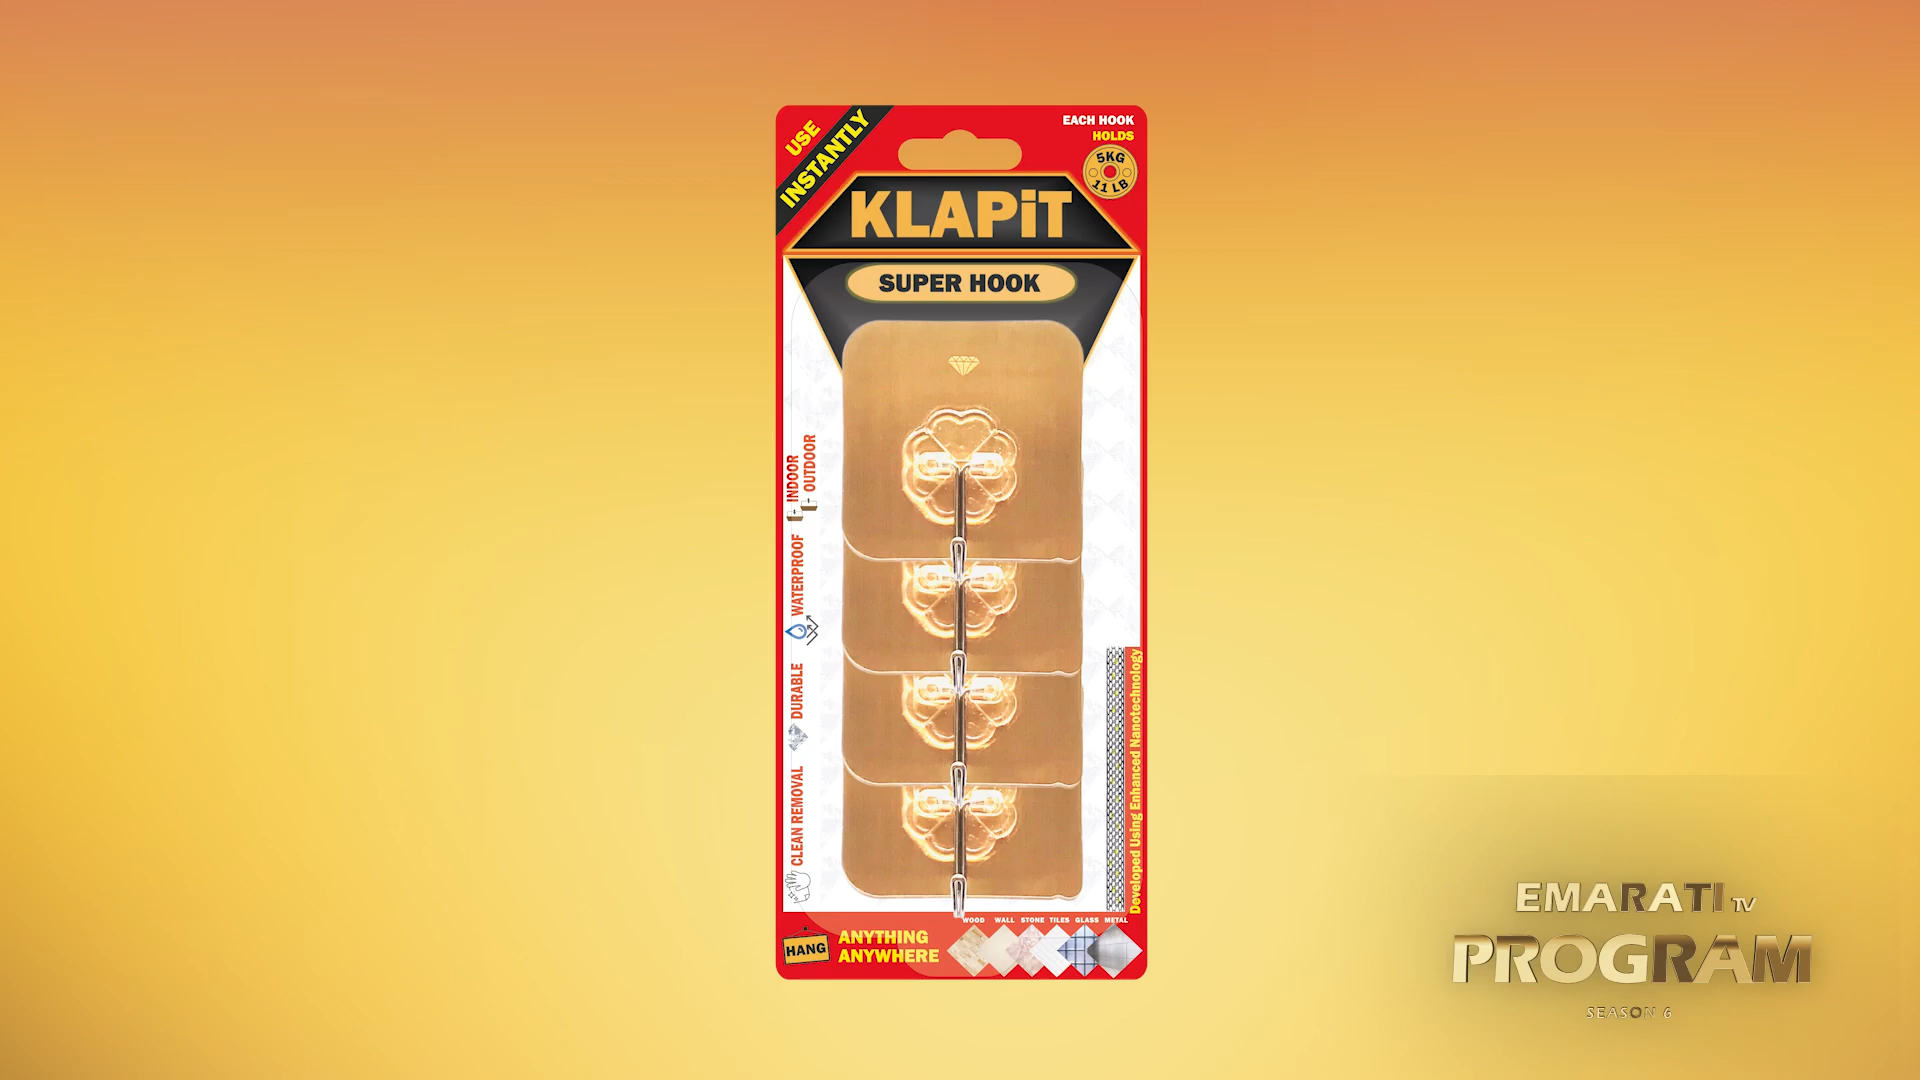 USE
INSTANTLY
EACH HOOK
HOLDS
5KG
11 LB
KLAPiT
SUPER HOOK
INDOOR
OUTDOOR
WATERPROOF
DURABLE
CLEAN REMOVAL
Developed Using Enhanced Nanotechnology
WOOD WALL STONE TILES GLASS METAL
HANG
ANYTHING
ANYWHERE
EMARATI TV
PROGRAM
SEASON 6